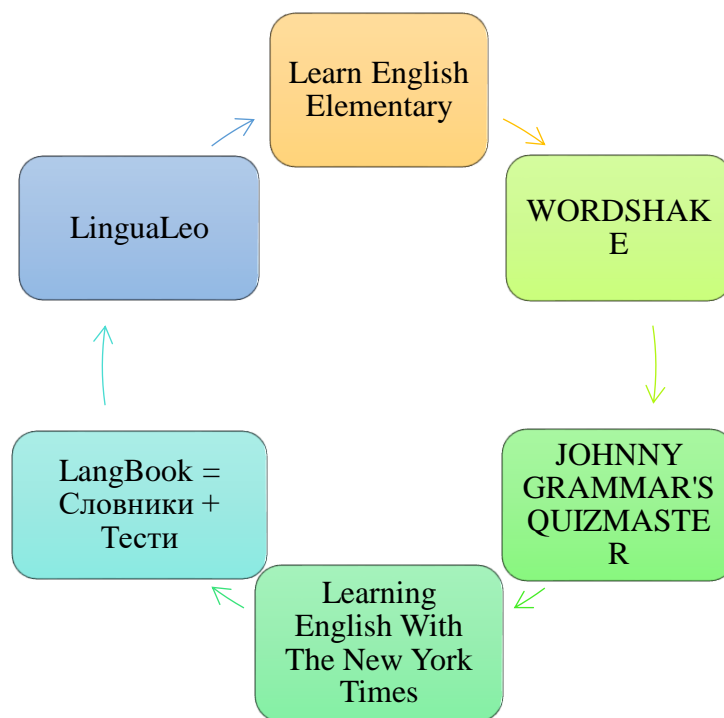 Learn English
Elementary
WORDSHAK
E
JOHNNY
GRAMMAR'S
QUIZMASTE
R
Learning
English With
The New York
Times
LangBook =
Словники +
Тести
LinguaLeo